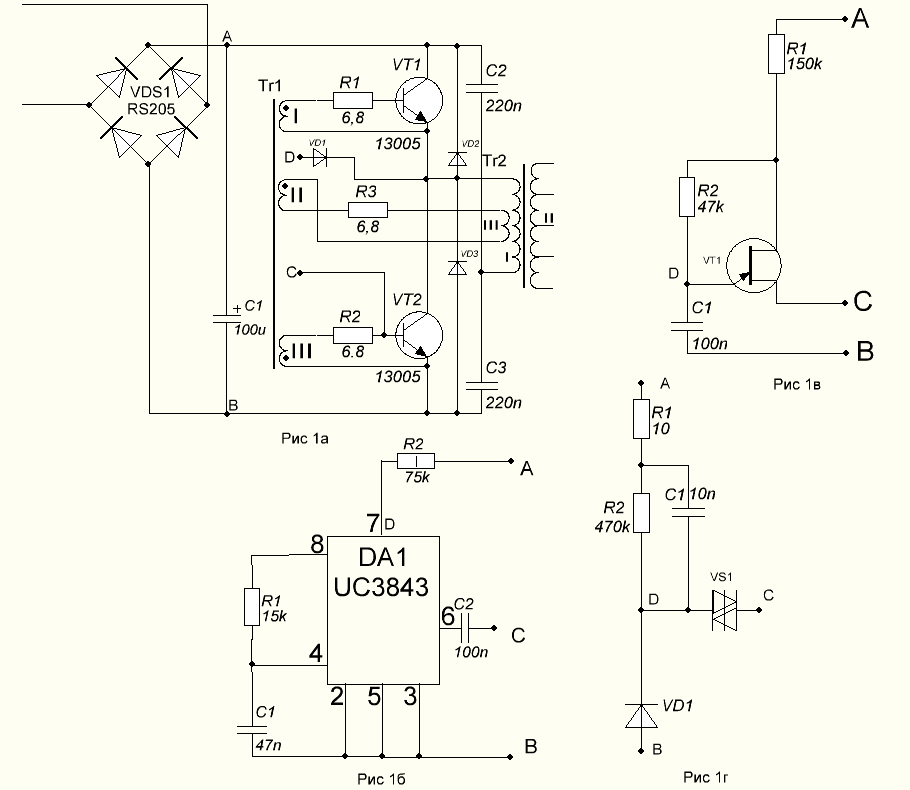 A
VDS1
RS205
Tr1
I
R1
6,8
VT1
13005
C2
220n
D
VD1
VD2
Tr2
II
R3
6,8
III
II
I
VD3
C
VT2
+ C1
100u
III
R2
6.8
13005
C3
220n
B
Рис 1а
A
R1
150k
R2
47k
VT1
D
C
C1
100n
B
Рис 1в
R2
75k
A
7 D
8
DA1
UC3843
R1
15k
6
C2
100n
C
4
2
5
3
C1
47n
B
Рис 1б
A
R1
10
C1 10n
R2
470k
VS1
D
C
VD1
B
Рис 1г